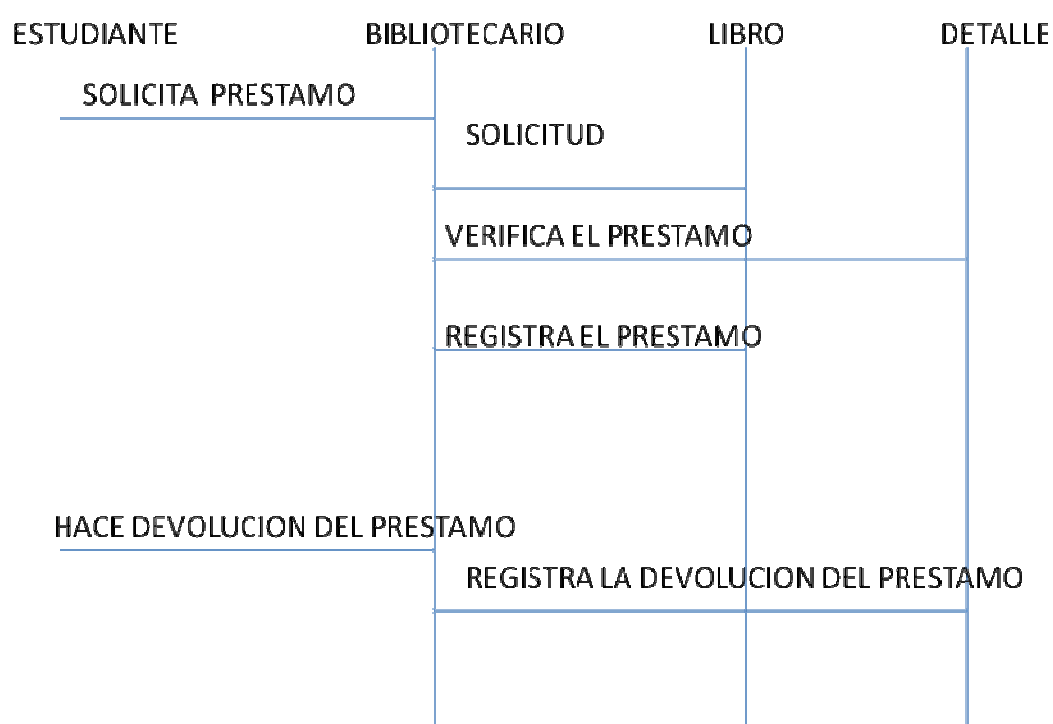 ESTUDIANTE BIBLIOTECARIO LIBRO DETALLE
SOLICITA PRESTAMO
SOLICITUD
VERIFICA EL PRESTAMO
REGISTRA EL PRESTAMO
HACE DEVOLUCION DEL PRESTAMO
REGISTRA LA DEVOLUCION DEL PRESTAMO